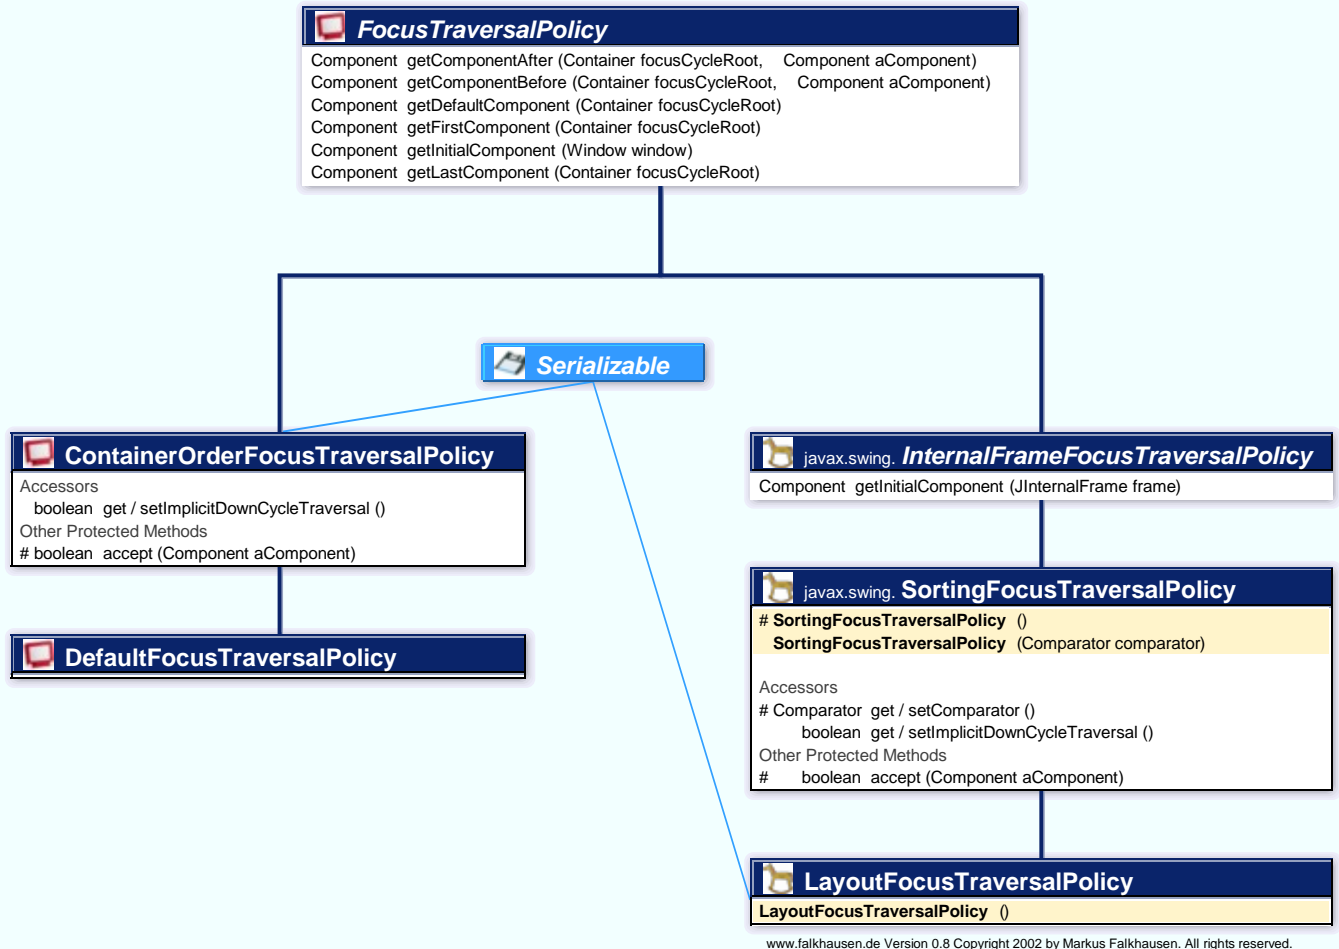 FocusTraversalPolicy
Component getComponentAfter (Container focusCycleRoot, Component aComponent)
Component getComponentBefore (Container focusCycleRoot, Component aComponent)
Component getDefaultComponent (Container focusCycleRoot)
Component getFirstComponent (Container focusCycleRoot)
Component getInitialComponent (Window window)
Component getLastComponent (Container focusCycleRoot)
Serializable
ContainerOrderFocusTraversalPolicy
Accessors
boolean get / setImplicitDownCycleTraversal ()
Other Protected Methods
# boolean accept (Component aComponent)
DefaultFocusTraversalPolicy
javax.swing. InternalFrameFocusTraversalPolicy
Component getInitialComponent (JInternalFrame frame)
javax.swing. SortingFocusTraversalPolicy
# SortingFocusTraversalPolicy ()
SortingFocusTraversalPolicy (Comparator comparator)
Accessors
# Comparator get / setComparator ()
boolean get / setImplicitDownCycleTraversal ()
Other Protected Methods
# boolean accept (Component aComponent)
LayoutFocusTraversalPolicy
LayoutFocusTraversalPolicy ()
www.falkhausen.de Version 0.8 Copyright 2002 by Markus Falkhausen. All rights reserved.